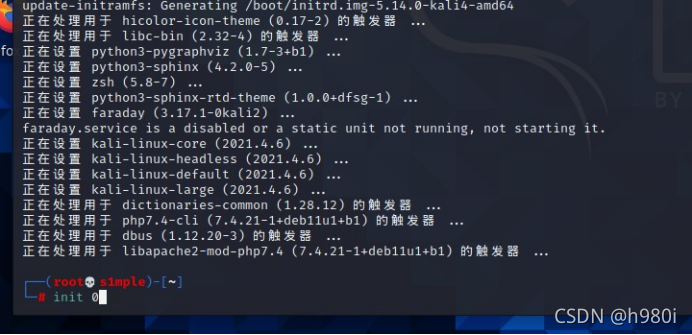 update-initramfs: Generating /boot/initrd.img-5.14.0-kali4-amd64
正在处理用于 hicolor-icon-theme (0.17-2) 的触发器 ...
正在处理用于 libc-bin (2.32-4) 的触发器 ...
正在设置 python3-pygraphviz (1.7-3+b1) ...
正在设置 python3-sphinx (4.2.0-5) ...
正在设置 zsh (5.8-7) ...
正在设置 python3-sphinx-rtd-theme (1.0.0+dfsg-1) ...
正在设置 faraday (3.17.1-0kali2) ...
faraday.service is a disabled or a static unit not running, not starting it.
正在设置 kali-linux-core (2021.4.6) ...
正在设置 kali-linux-headless (2021.4.6) ...
正在设置 kali-linux-default (2021.4.6) ...
正在设置 kali-linux-large (2021.4.6) ...
正在处理用于 dictionaries-common (1.28.12) 的触发器 ...
正在处理用于 php7.4-cli (7.4.21-1+deb11u1+b1) 的触发器 ...
正在处理用于 dbus (1.12.20-3) 的触发器 ...
正在处理用于 libapache2-mod-php7.4 (7.4.21-1+deb11u1+b1) 的触发器 ...
┌──(root💀s1mple)-[~]
└─# init 0
fo
BY
CSDN @h980i